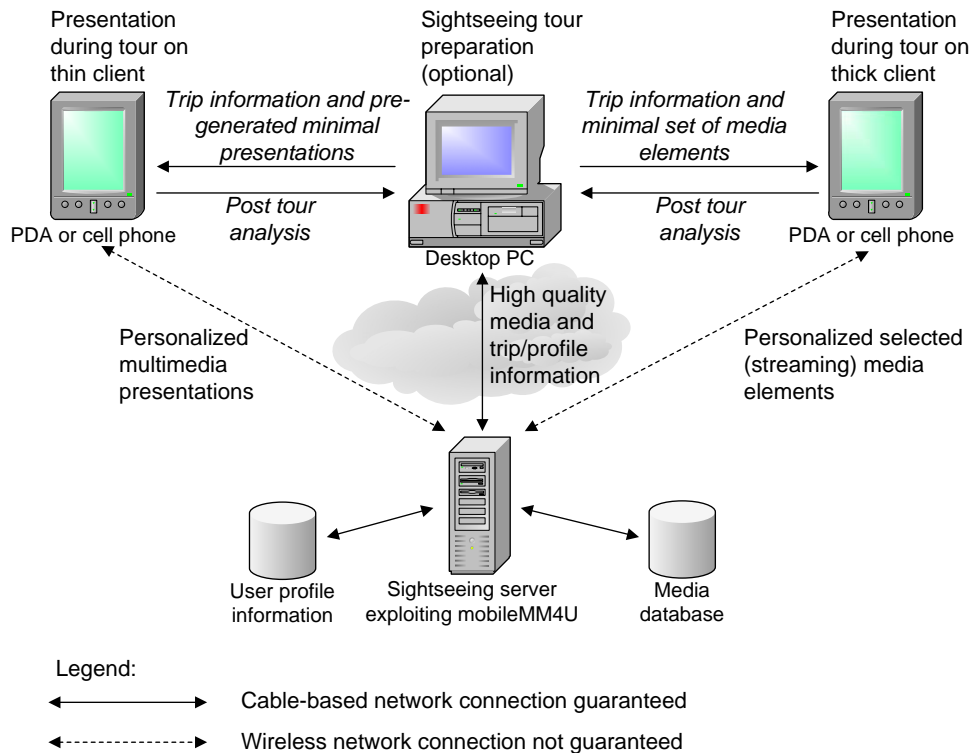 Presentation
during tour on
thin client
Sightseeing tour
preparation
(optional)
Presentation
during tour on
thick client
Trip information and pre-
generated minimal
presentations
Trip information and
minimal set of media
elements
Post tour
analysis
Post tour
analysis
PDA or cell phone
Desktop PC
PDA or cell phone
High quality
media and
trip/profile
information
Personalized
multimedia
presentations
Personalized selected
(streaming) media
elements
User profile
information
Sightseeing server
exploiting mobileMM4U
Media
database
Legend:
Cable-based network connection guaranteed
Wireless network connection not guaranteed